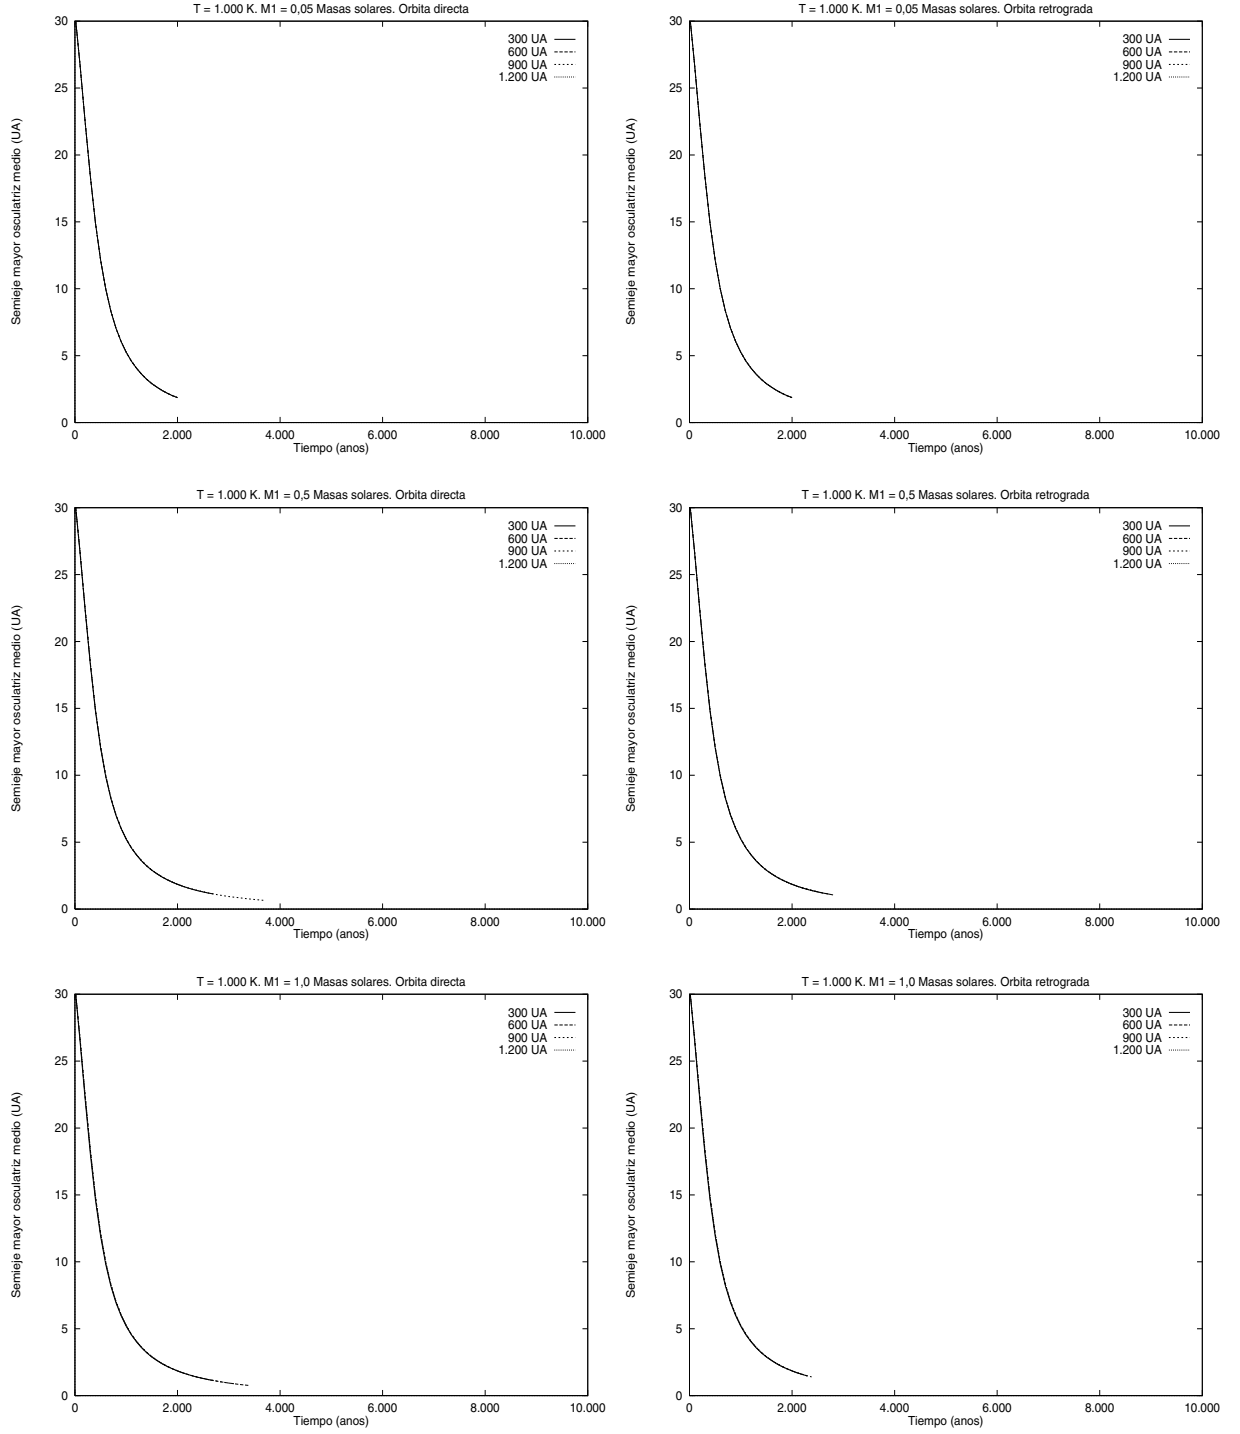 T = 1.000 K. M1 = 0,05 Masas solares. Orbita directa
300 UA
600 UA
900 UA
1.200 UA
30
25
20
15
10
5
0
Semieje mayor osculatriz medio (UA)
0 2.000 4.000 6.000 8.000 10.000
Tiempo (anos)
T = 1.000 K. M1 = 0,05 Masas solares. Orbita retrograda
300 UA
600 UA
900 UA
1.200 UA
30
25
20
15
10
5
0
Semieje mayor osculatriz medio (UA)
0 2.000 4.000 6.000 8.000 10.000
Tiempo (anos)
T = 1.000 K. M1 = 0,5 Masas solares. Orbita directa
300 UA
600 UA
900 UA
1.200 UA
30
25
20
15
10
5
0
Semieje mayor osculatriz medio (UA)
0 2.000 4.000 6.000 8.000 10.000
Tiempo (anos)
T = 1.000 K. M1 = 0,5 Masas solares. Orbita retrograda
300 UA
600 UA
900 UA
1.200 UA
30
25
20
15
10
5
0
Semieje mayor osculatriz medio (UA)
0 2.000 4.000 6.000 8.000 10.000
Tiempo (anos)
T = 1.000 K. M1 = 1,0 Masas solares. Orbita directa
300 UA
600 UA
900 UA
1.200 UA
30
25
20
15
10
5
0
Semieje mayor osculatriz medio (UA)
0 2.000 4.000 6.000 8.000 10.000
Tiempo (anos)
T = 1.000 K. M1 = 1,0 Masas solares. Orbita retrograda
300 UA
600 UA
900 UA
1.200 UA
30
25
20
15
10
5
0
Semieje mayor osculatriz medio (UA)
0 2.000 4.000 6.000 8.000 10.000
Tiempo (anos)